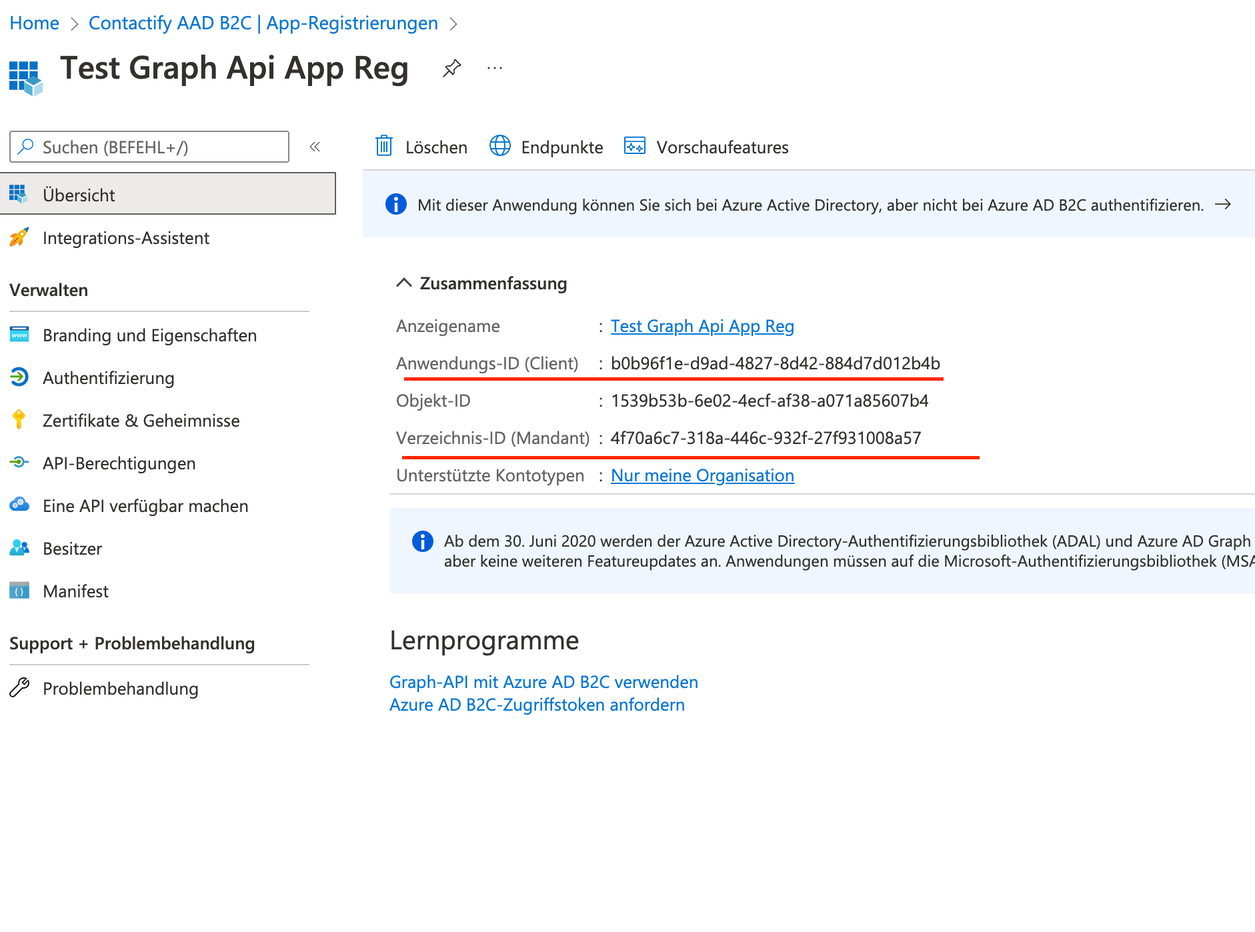 Home > Contactify AAD B2C | App-Registrierungen >
Test Graph Api App Reg
Suchen (BEFEHL+/)
Übersicht
Integrations-Assistent
Verwalten
Branding und Eigenschaften
Authentifizierung
Zertifikate & Geheimnisse
API-Berechtigungen
Eine API verfügbar machen
Besitzer
Manifest
Support + Problembehandlung
Problembehandlung
Löschen Endpunkte Vorschaufeatures
Mit dieser Anwendung können Sie sich bei Azure Active Directory, aber nicht bei Azure AD B2C authentifizieren. →
Zusammenfassung
Anzeigename : Test Graph Api App Reg
Anwendungs-ID (Client) : b0b96f1e-d9ad-4827-8d42-884d7d012b4b
Objekt-ID : 1539b53b-6e02-4ecf-af38-a071a85607b4
Verzeichnis-ID (Mandant) : 4f70a6c7-318a-446c-932f-27f931008a57
Unterstützte Kontotypen : Nur meine Organisation
Ab dem 30. Juni 2020 werden der Azure Active Directory-Authentifizierungsbibliothek (ADAL) und Azure AD Graph
aber keine weiteren Featureupdates an. Anwendungen müssen auf die Microsoft-Authentifizierungsbibliothek (MSA
Lernprogramme
Graph-API mit Azure AD B2C verwenden
Azure AD B2C-Zugriffstoken anfordern
www